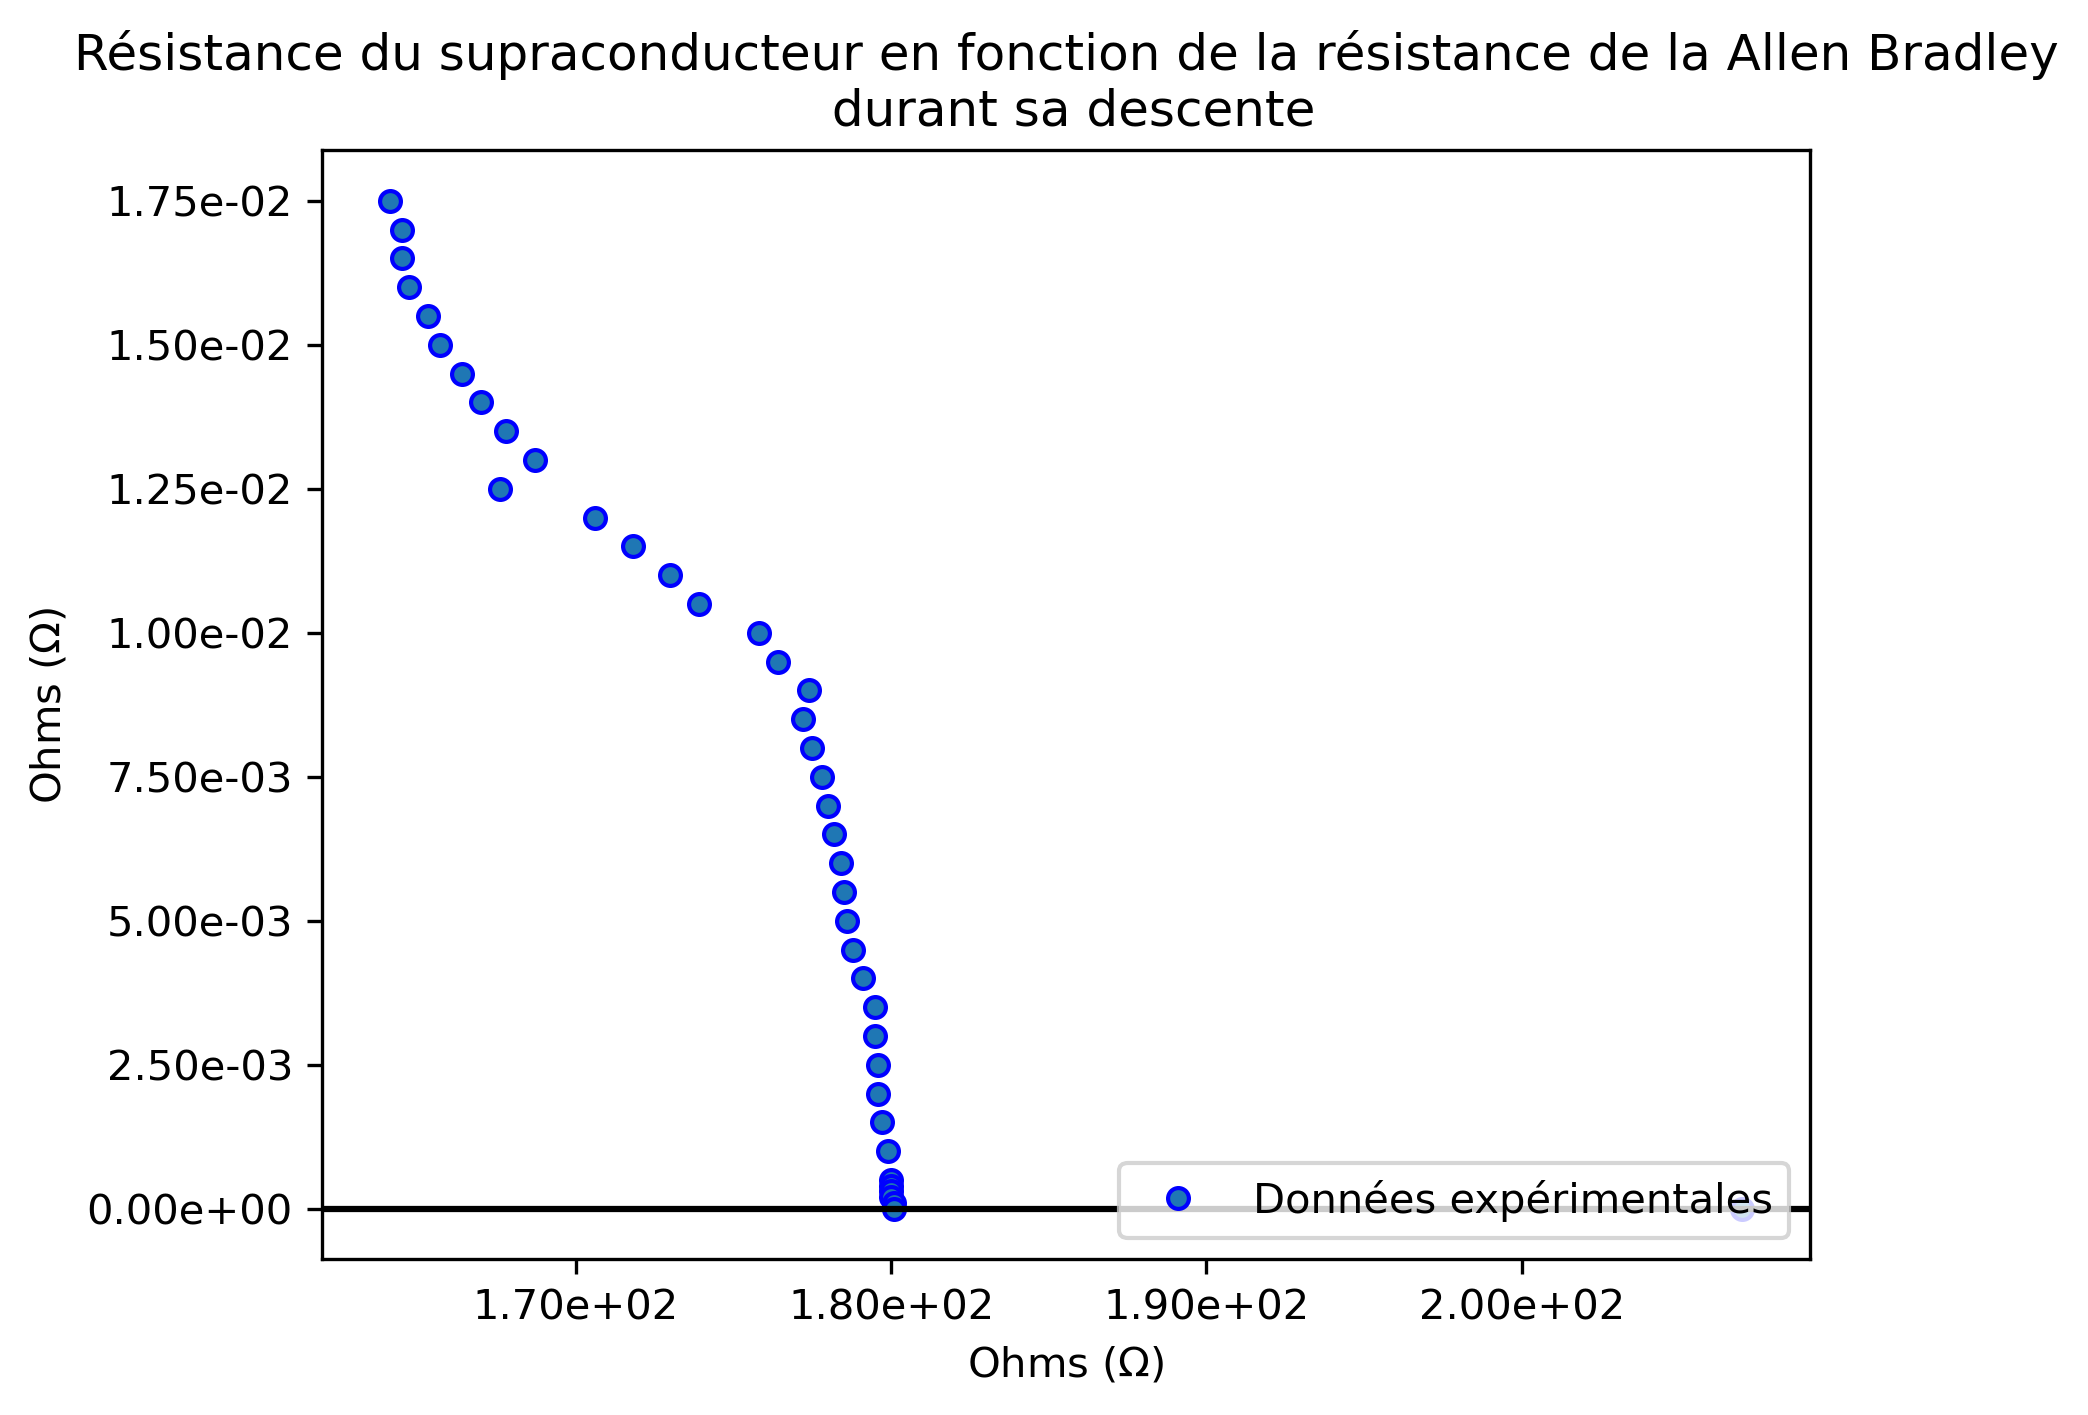 Résistance du supraconducteur en fonction de la résistance de la Allen Bradley
durant sa descente
1.75e-02
1.50e-02
1.25e-02
1.00e-02
7.50e-03
5.00e-03
2.50e-03
0.00e+00
Ohms (Ω)
Données expérimentales
1.70e+02 1.80e+02 1.90e+02 2.00e+02
Ohms (Ω)